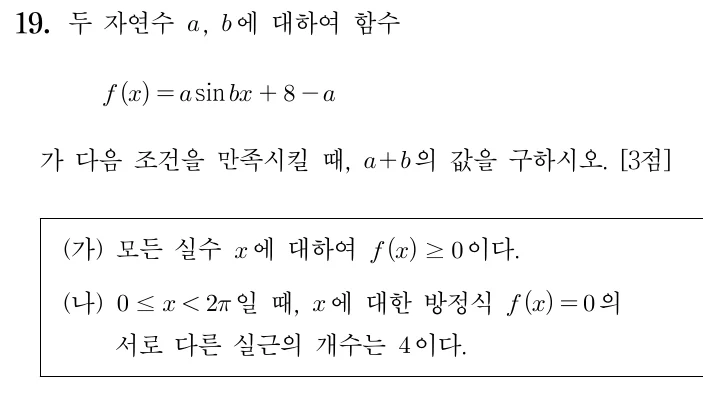 19. 두 자연수 a, b에 대하여 함수
f(x)=a sin bx+8−a
가 다음 조건을 만족시킬 때, a+b의 값을 구하시오. [3점]
(가) 모든 실수 x에 대하여 f(x)≥0이다.
(나) 0≤x<2π일 때, x에 대한 방정식 f(x)=0의
서로 다른 실근의 개수는 4이다.